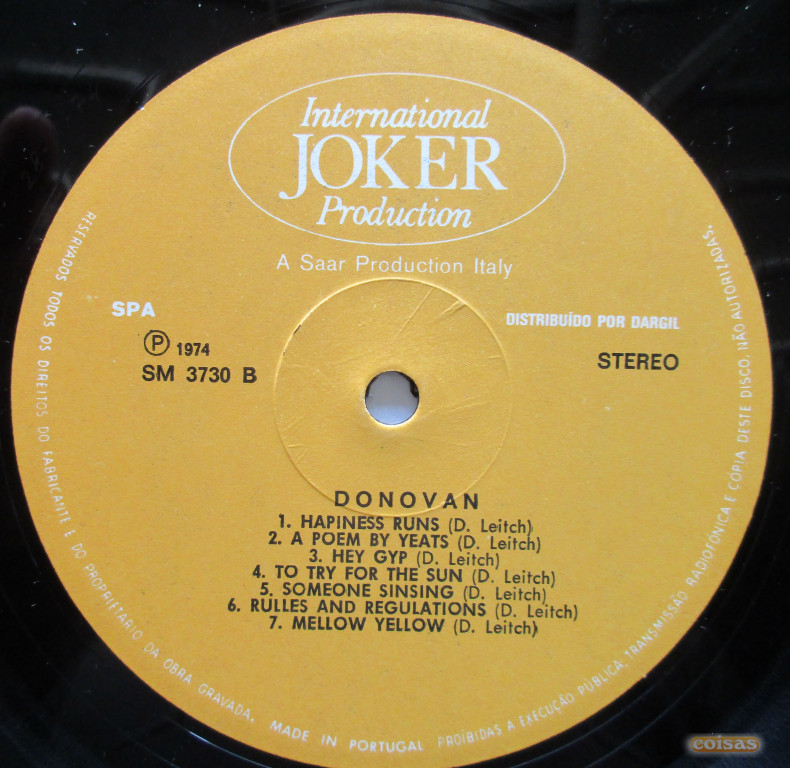 International
JOKER
Production
A Saar Production Italy
SPA
DISTRIBUÍDO POR DARGIL
Ⓟ 1974
STEREO
SM 3730 B
DONOVAN
1. HAPINESS RUNS (D. Leitch)
2. A POEM BY YEATS (D. Leitch)
3. HEY GYP (D. Leitch)
4. TO TRY FOR THE SUN (D. Leitch)
5. SOMEONE SINSING (D. Leitch)
6. RULLES AND REGULATIONS (D. Leitch)
7. MELLOW YELLOW (D. Leitch)
RESERVADOS TODOS OS DIREITOS DO FABRICANTE E DO PROPRIETARIO DA OBRA GRAVADA. MADE IN PORTUGAL PROÍBIDAS A EXECUÇÃO PÚBLICA, TRANSMISSÃO RADIOFONICA E CÓPIA DESTE DISCO, NÃO AUTORIZADAS.
coisas